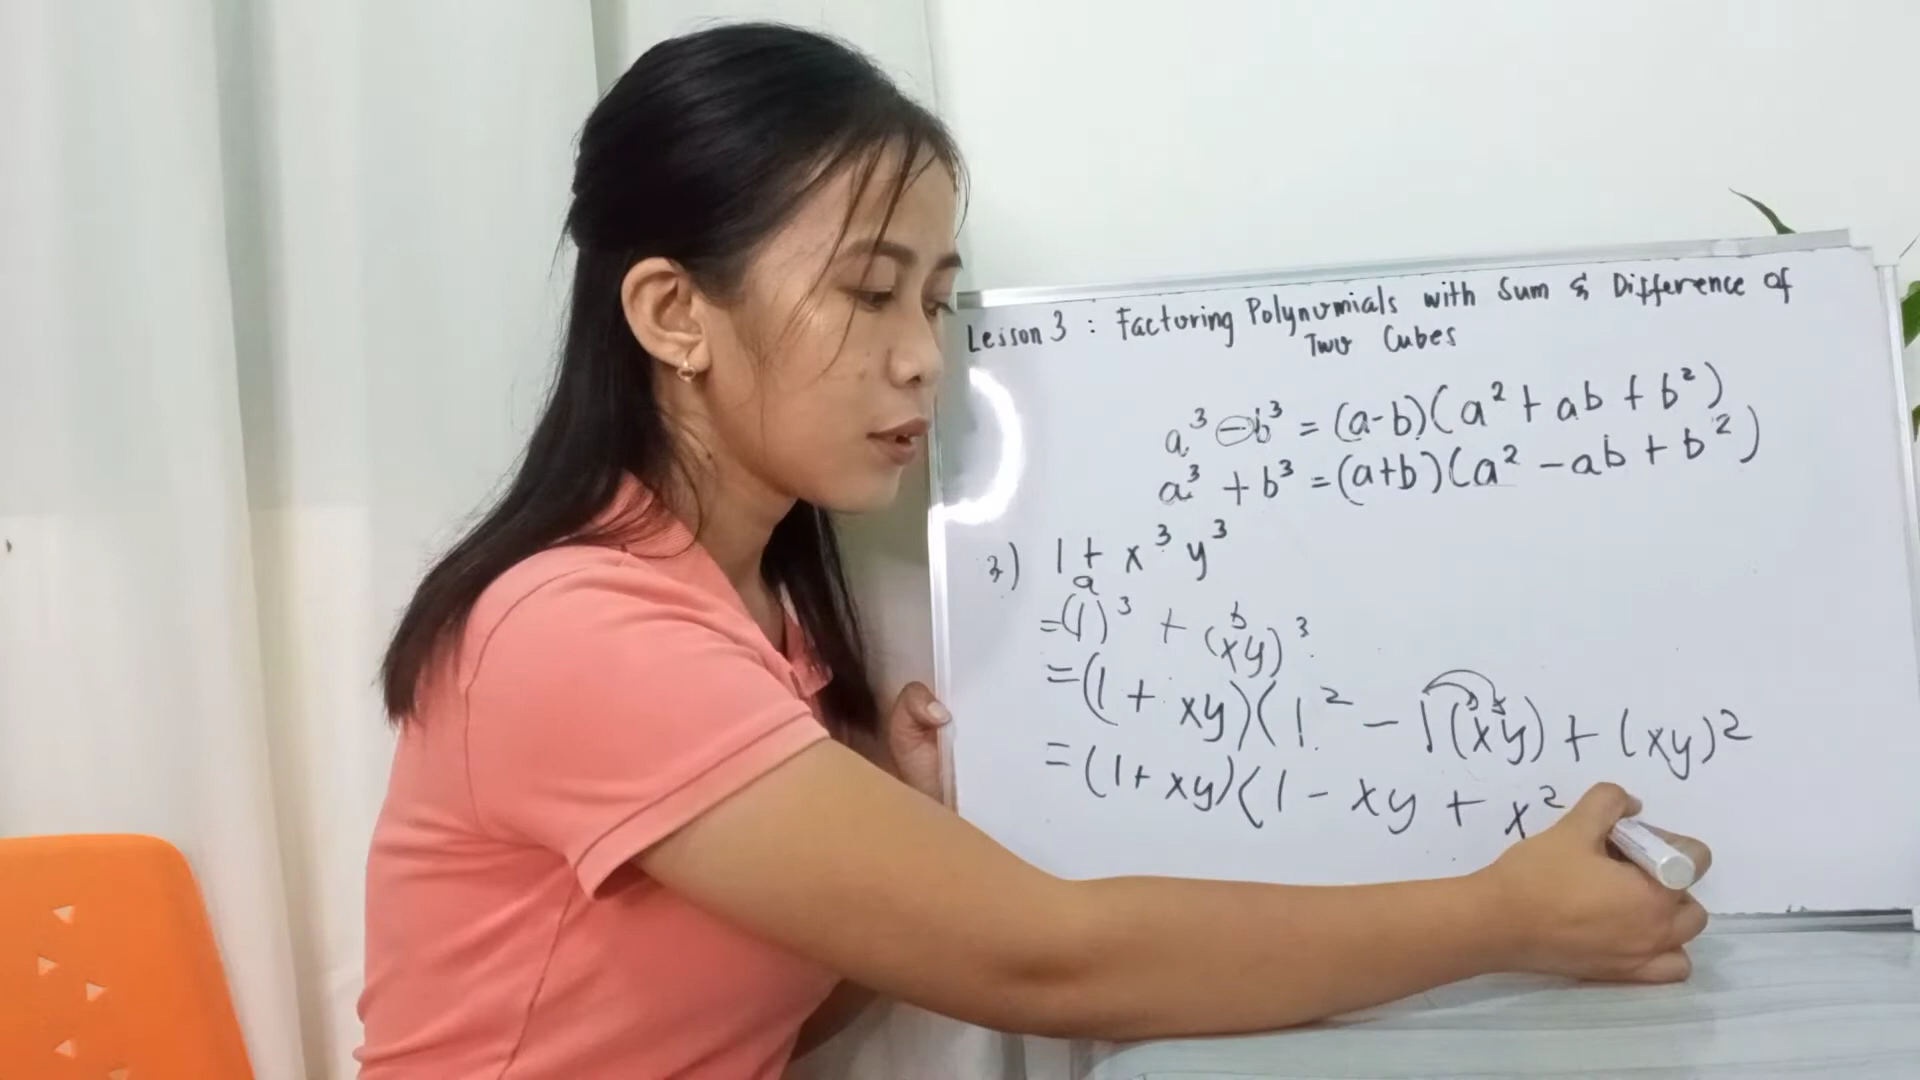 Lesson 3 : Factoring Polynomials with Sum & Difference of
Two Cubes
a³ - b³ = (a-b)(a² + ab + b²)
a³ + b³ = (a+b)(a² - ab + b²)
3) 1 + x³ y³
a b
= (1)³ + (xy)³
= (1 + xy)(1² - 1(xy) + (xy)²
= (1 + xy)(1 - xy + x²